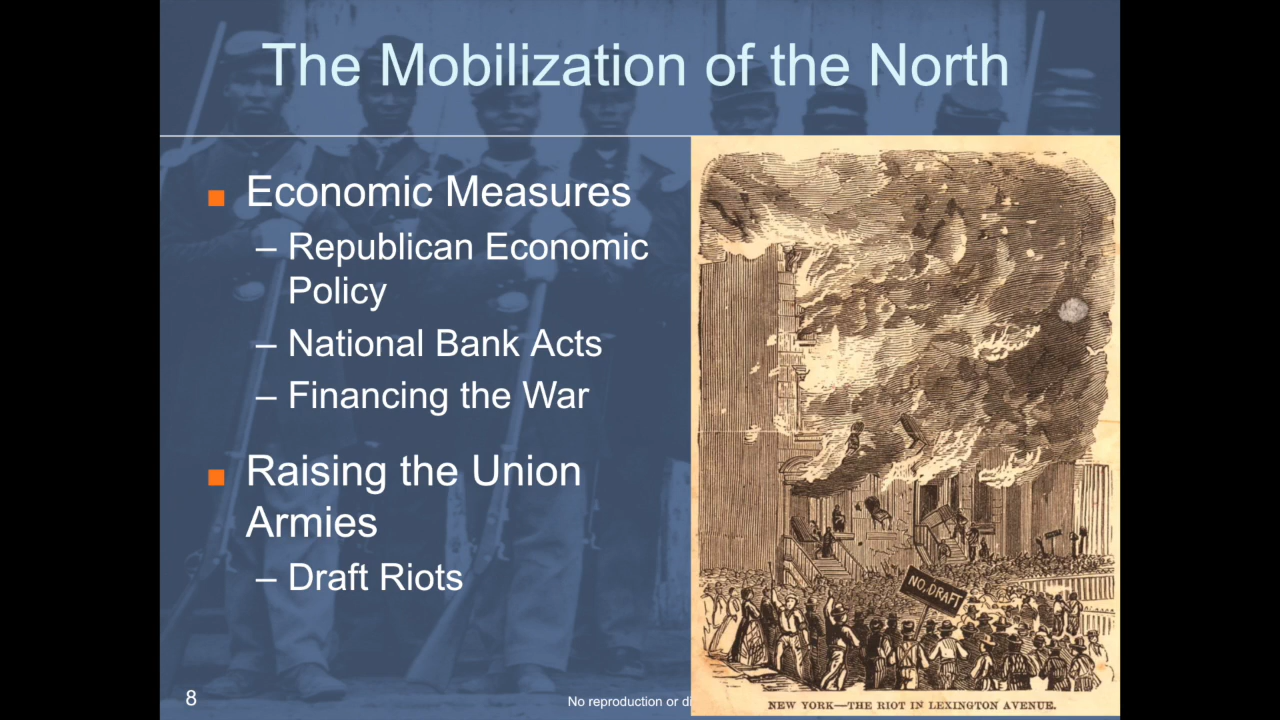 The Mobilization of the North
■ Economic Measures
– Republican Economic
Policy
– National Bank Acts
– Financing the War
■ Raising the Union
Armies
– Draft Riots
NO DRAFT
8
No reproduction or
NEW YORK—THE RIOT IN LEXINGTON AVENUE.